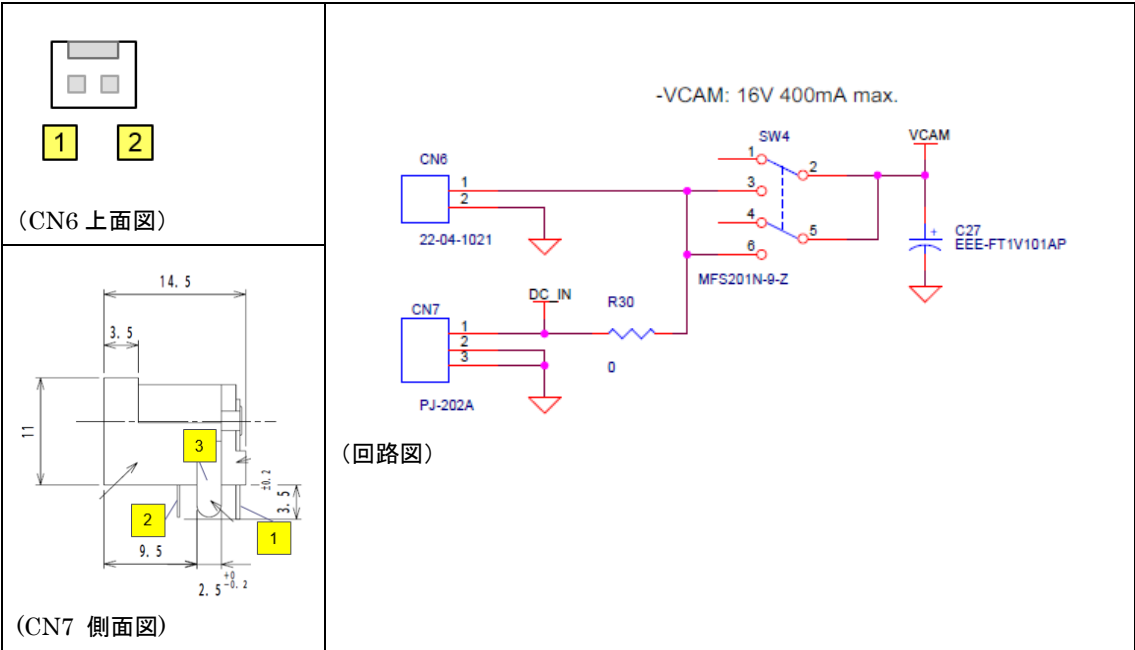 1 2
(CN6 上面図)
14.5
3.5
11
3
±0.2
3.5
2
1
9.5
2.5 +0 -0.2
(CN7 側面図)
-VCAM: 16V 400mA max.
SW4
VCAM
1
2
CN6
1
3
2
4
5
C27
EEE-FT1V101AP
+
22-04-1021
6
MFS201N-9-Z
DC_IN
R30
CN7
1
2
3
0
PJ-202A
(回路図)